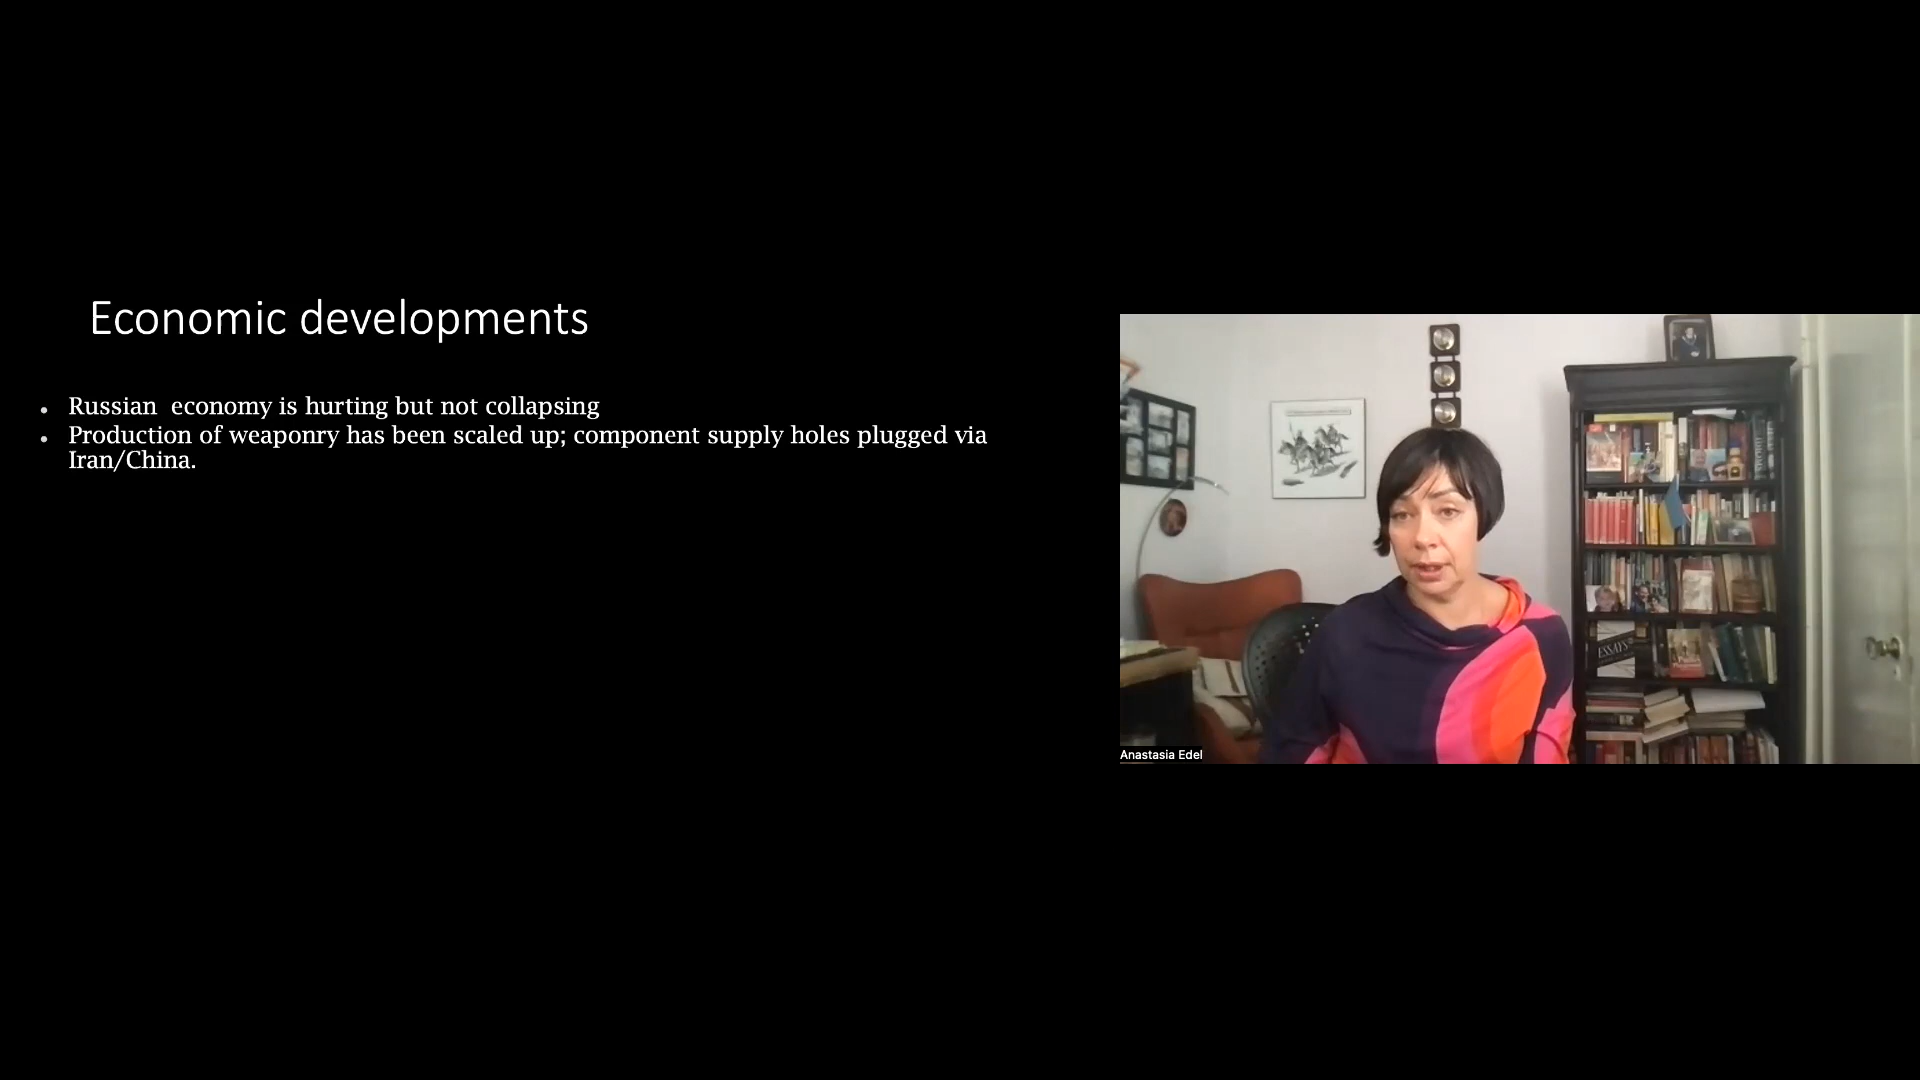 Economic developments
• Russian  economy is hurting but not collapsing
• Production of weaponry has been scaled up; component supply holes plugged via
Iran/China.
ESSAYS
Anastasia Edel